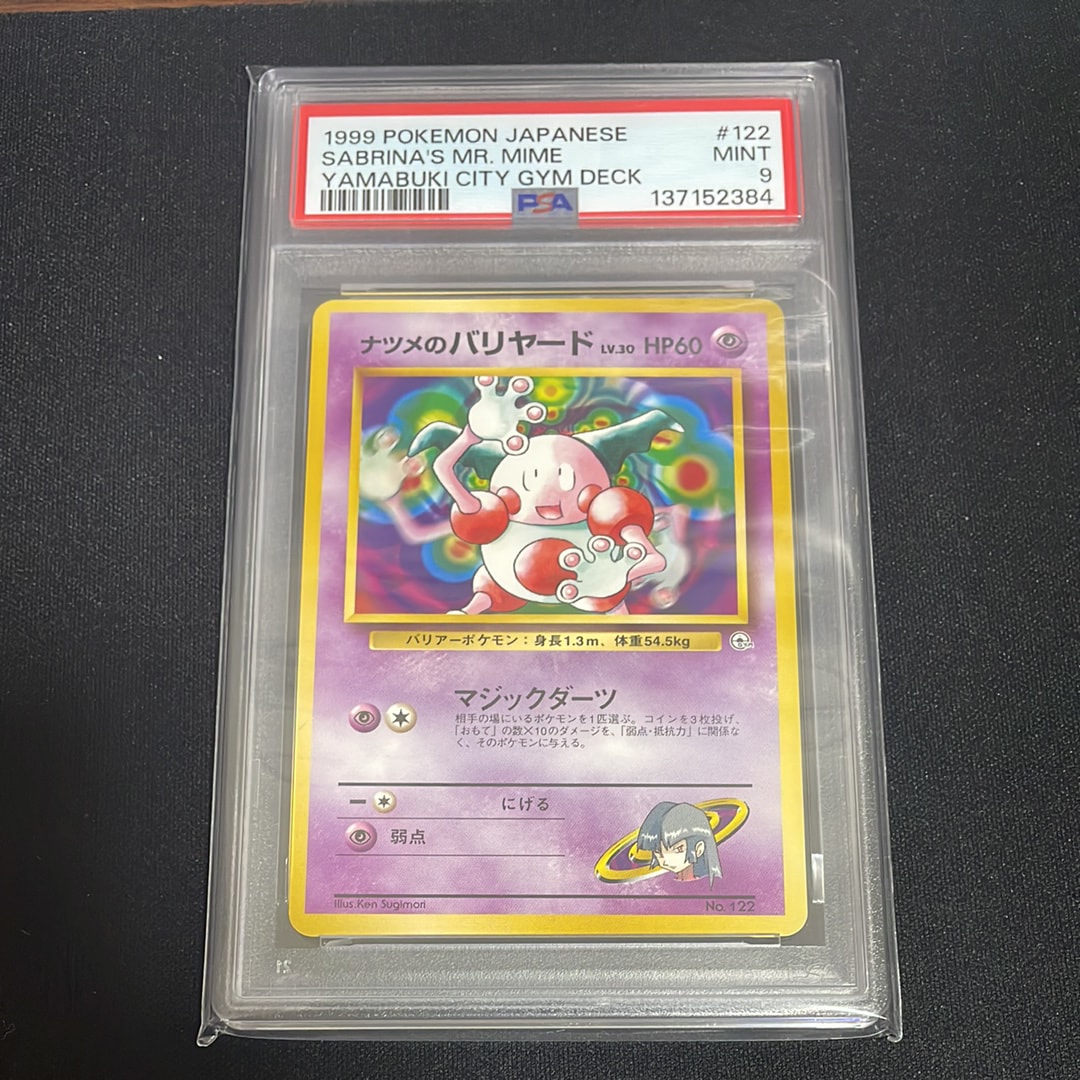 1999 POKEMON JAPANESE #122
SABRINA'S MR. MIME MINT
YAMABUKI CITY GYM DECK 9
PSA 137152384
ナツメのバリヤード LV.30 HP60
バリアーポケモン：身長1.3m、体重54.5kg
マジックダーツ
相手の場にいるポケモンを1匹選ぶ。コインを3枚投げ、
「おもて」の数×10のダメージを、「弱点・抵抗力」に関係な
く、そのポケモンに与える。
ー にげる
弱点
Illus.Ken Sugimori No. 122